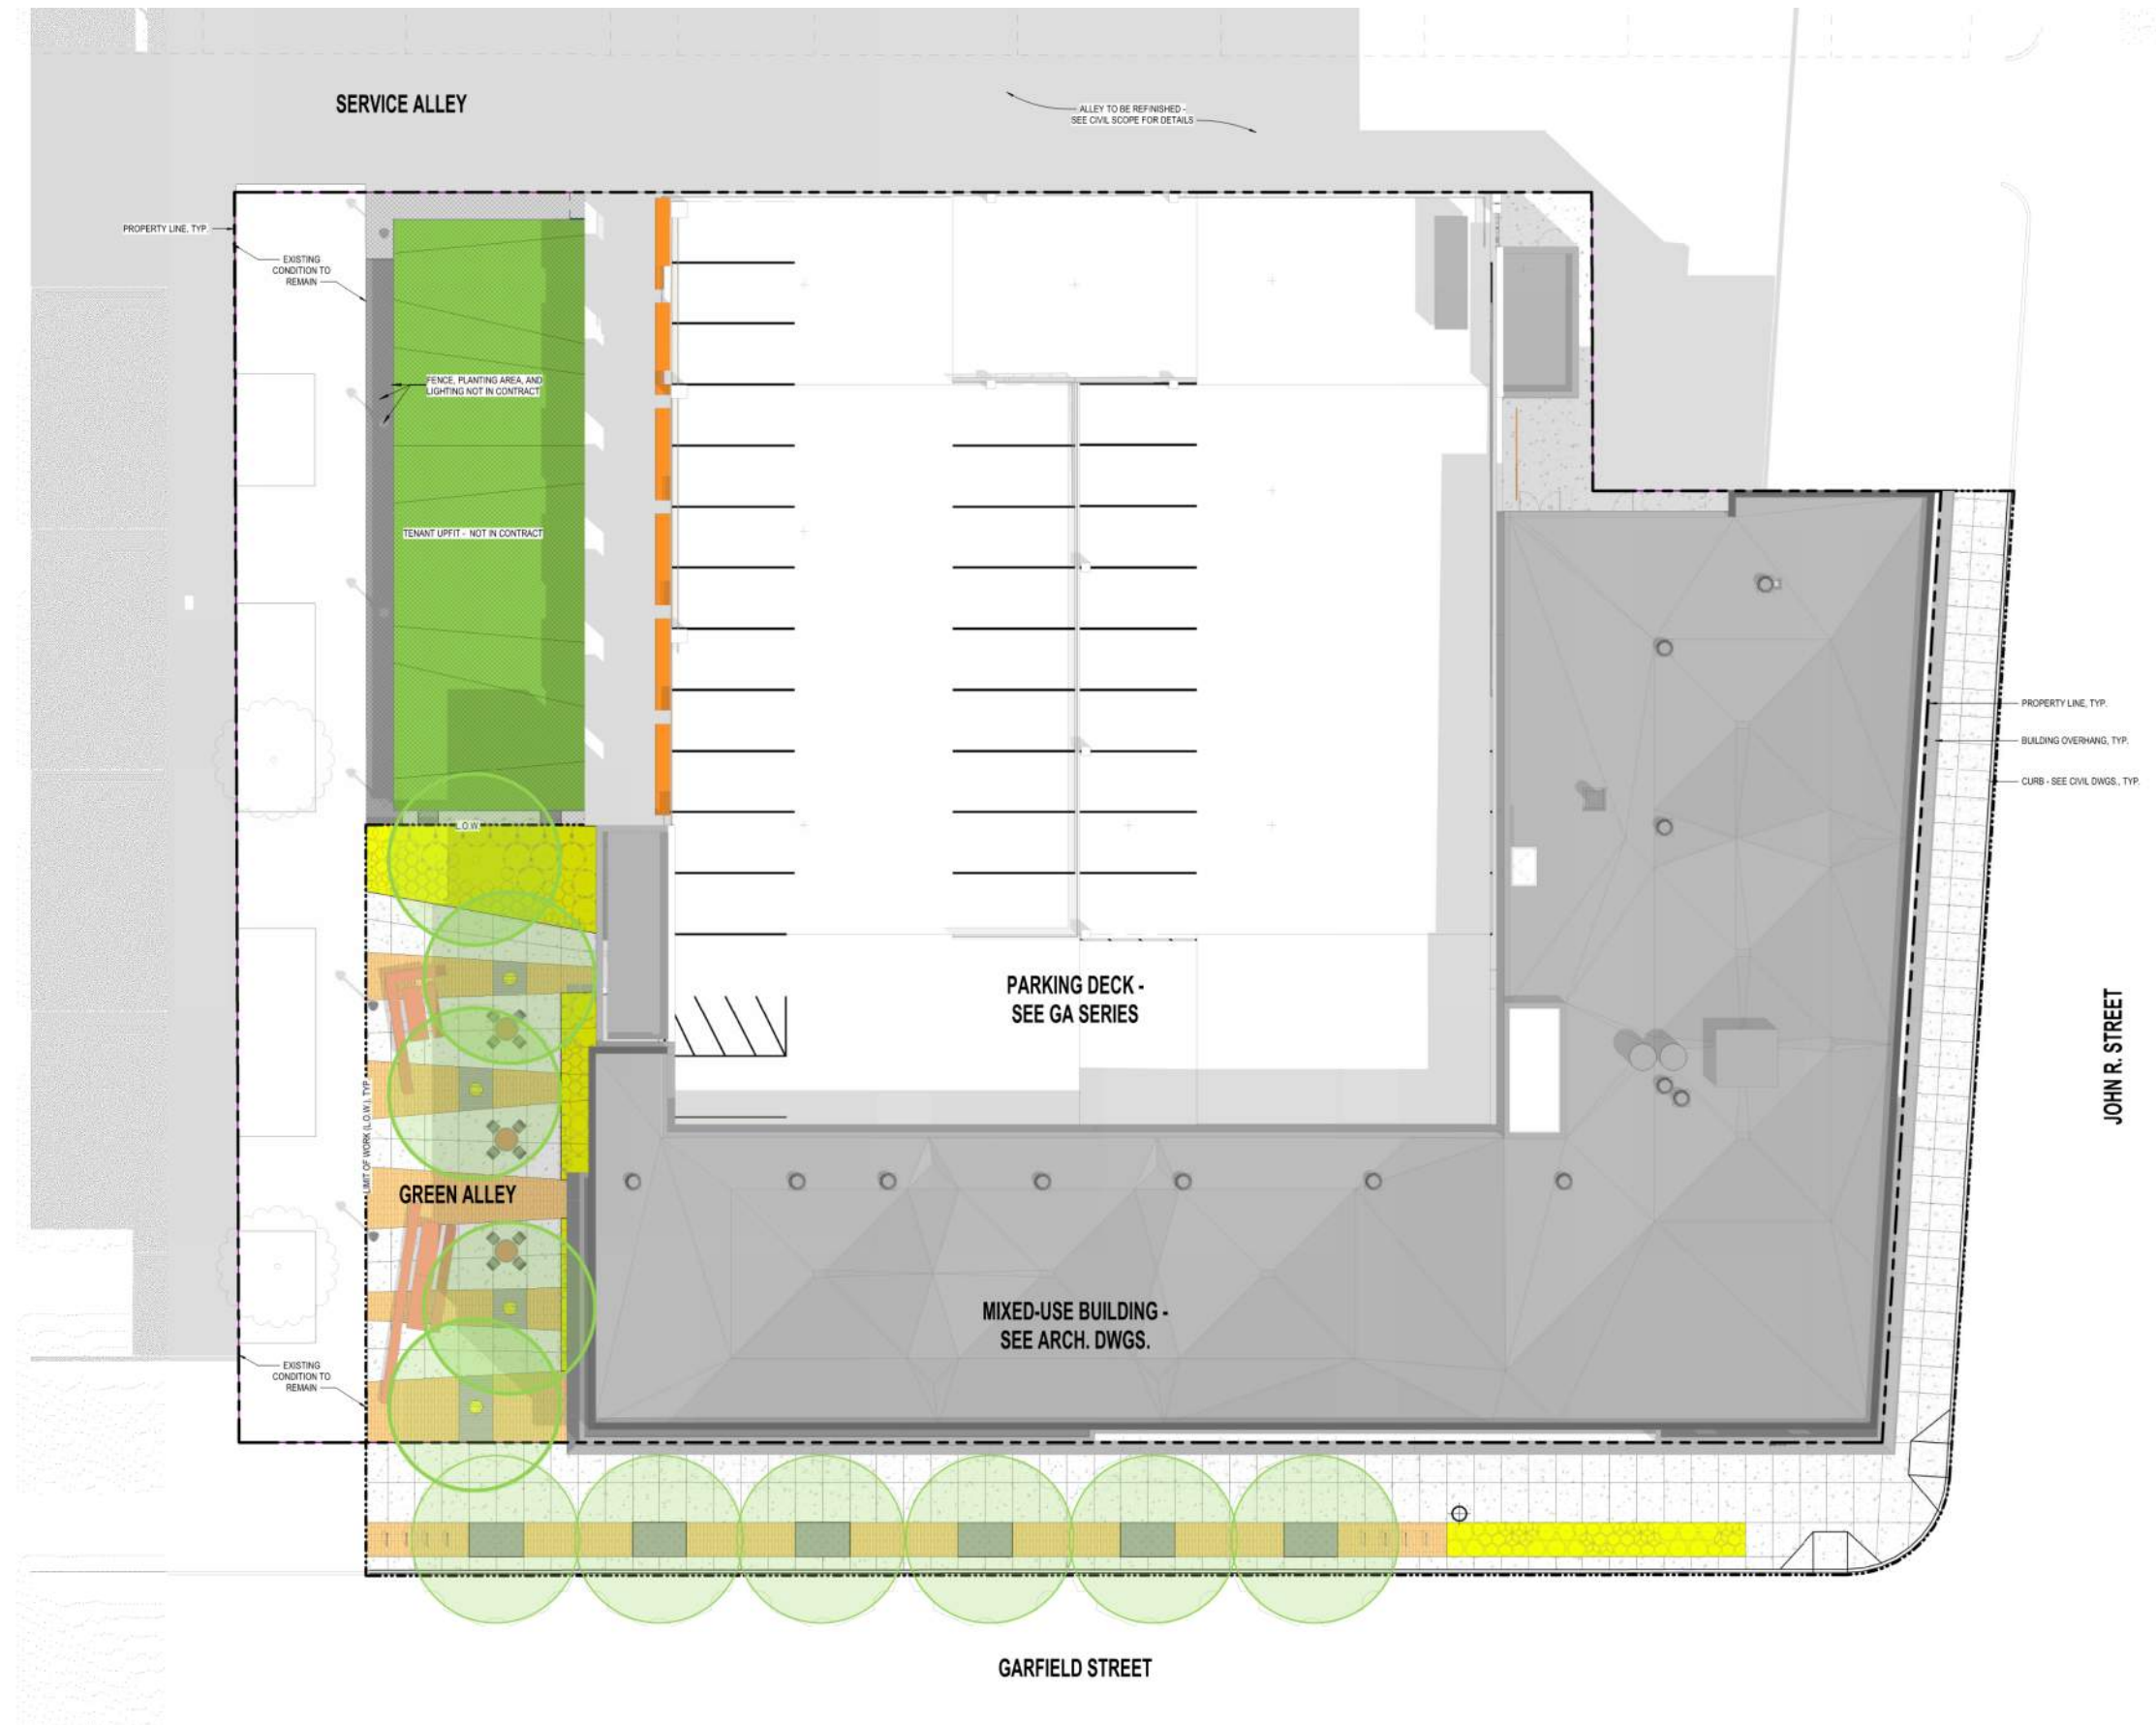 SERVICE ALLEY
ALLEY TO BE REFINISHED -
SEE CIVIL SCOPE FOR DETAILS
PROPERTY LINE, TYP.
EXISTING
CONDITION TO
REMAIN
FENCE, PLANTING AREA, AND
LIGHTING NOT IN CONTRACT
TENANT UPFIT - NOT IN CONTRACT
PROPERTY LINE, TYP.
BUILDING OVERHANG, TYP.
CURB - SEE CIVIL DWGS., TYP.
L.O.W
PARKING DECK -
SEE GA SERIES
JOHN R. STREET
LIMIT OF WORK (L.O.W.), TYP.
GREEN ALLEY
MIXED-USE BUILDING -
SEE ARCH. DWGS.
EXISTING
CONDITION TO
REMAIN
GARFIELD STREET